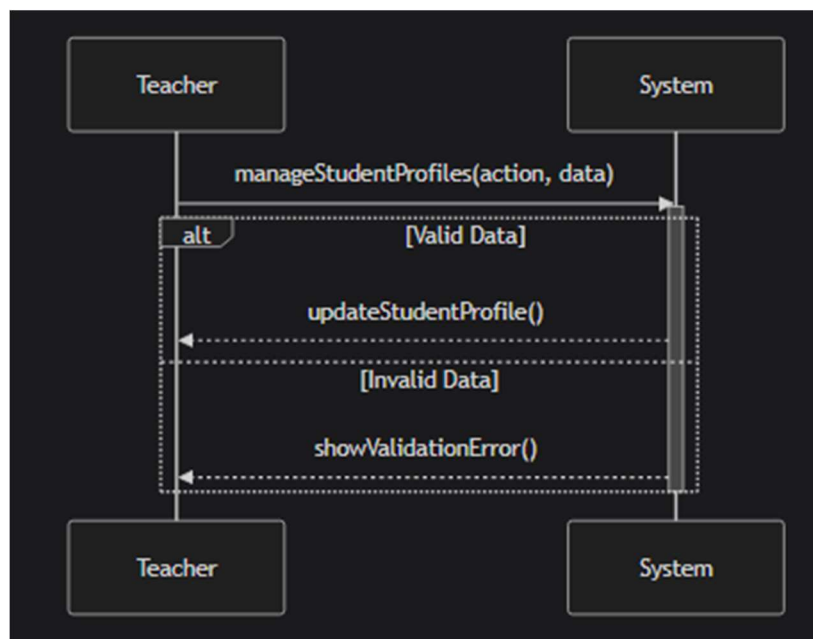 Teacher
System
manageStudentProfiles(action, data)
alt
[Valid Data]
updateStudentProfile()
[Invalid Data]
showValidationError()
Teacher
System